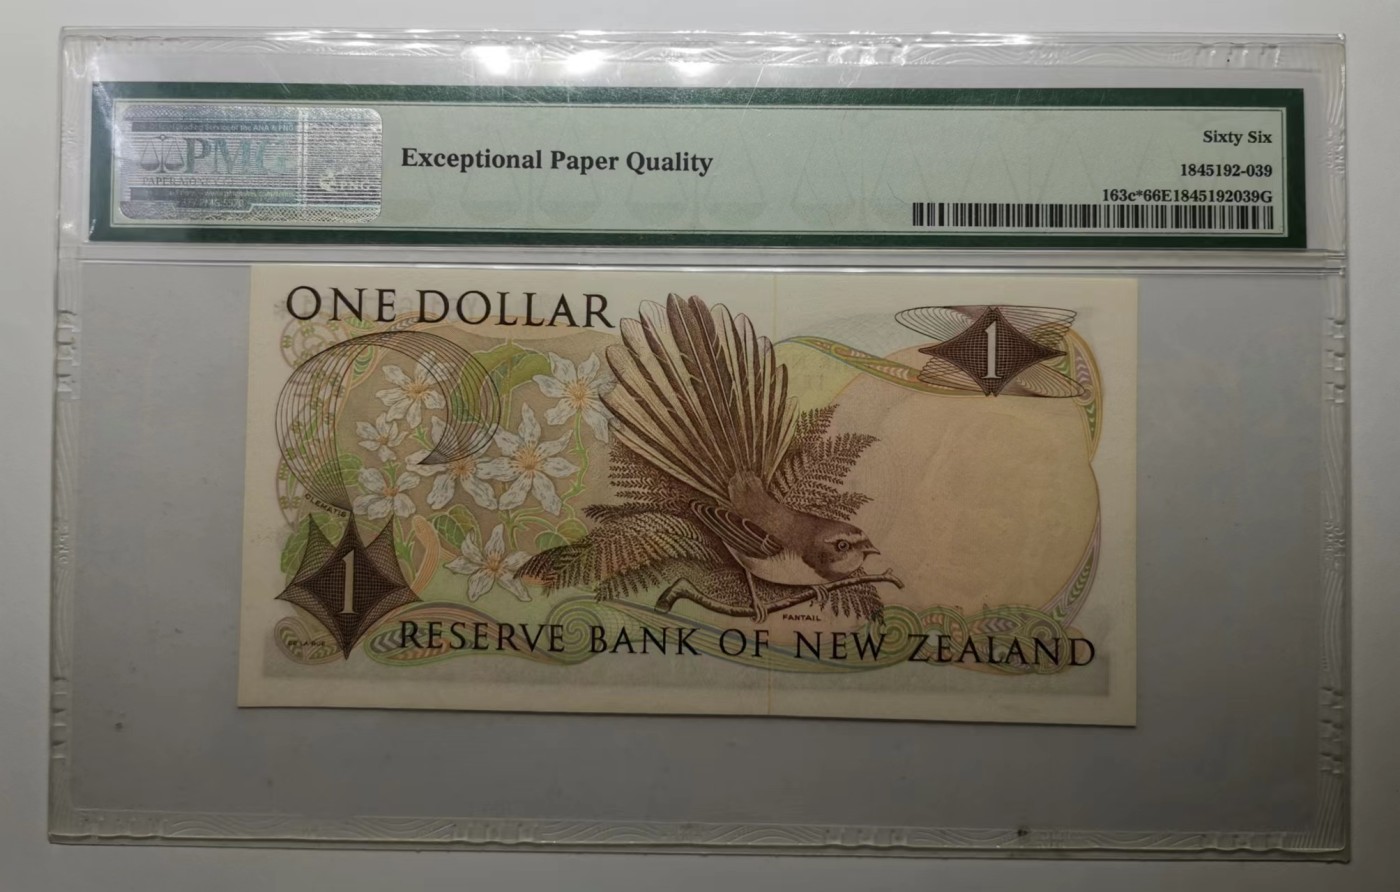 PMG
Exceptional Paper Quality
Sixty Six
1845192-039
163c*66E1845192039G
ONE DOLLAR
1
CLEMATIS
1
FANTAIL
RESERVE BANK OF NEW ZEALAND